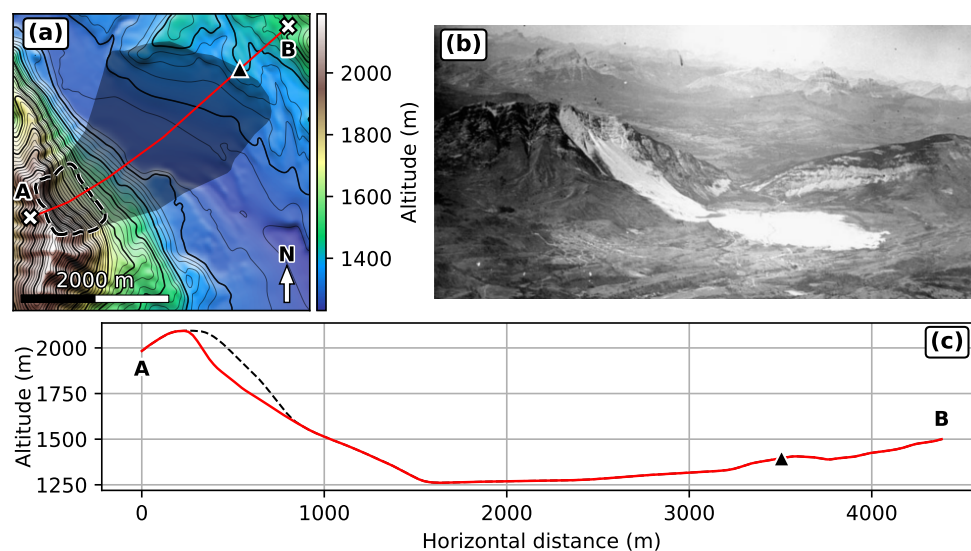 (a)
B
A
N
2000 m
2000
1800
1600
1400
Altitude (m)
(b)
(c)
2000
1750
1500
1250
Altitude (m)
A
B
0
1000
2000
3000
4000
Horizontal distance (m)